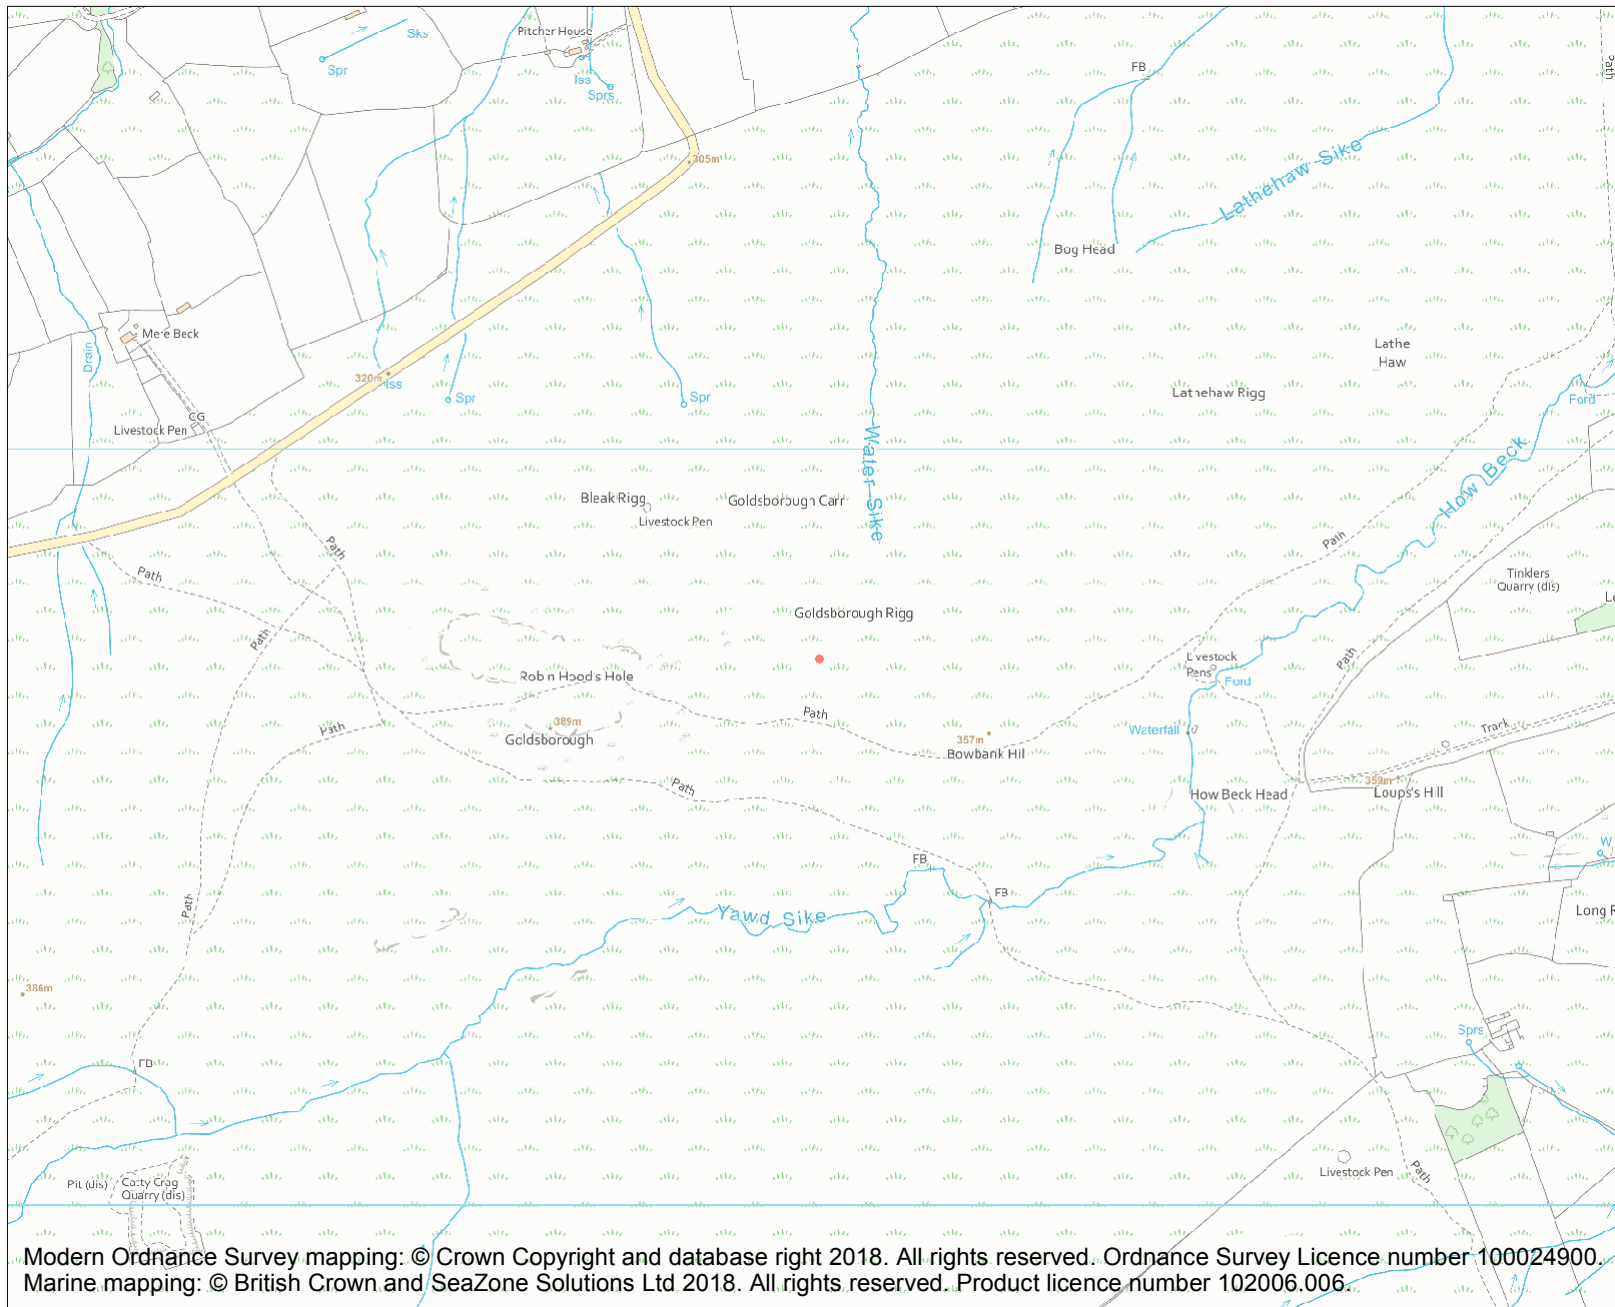 Pitcher House
Sks
Spr
Iss
Sprs
FB
Path
305m
Lathehaw Sike
Bog Head
Mere Beck
Drain
320m
Iss
Spr
Spr
Lathe
Haw
Lathehaw Rigg
Ford
CG
Livestock Pen
Water Sike
How Beck
Bleak Rigg
Livestock Pen
Goldsborough Carr
Path
Path
Path
Tinklers
Quarry (dis)
Goldsborough Rigg
Path
Path
Livestock
Pens
Ford
Robin Hood's Hole
Path
389m
Goldsborough
Path
Waterfall
Track
357m
Bowbank Hill
Path
359m
Loups's Hill
How Beck Head
FB
FB
Path
Yawd Sike
Long R
386m
Sprs
FB
Pit (dis)
Catty Crag
Quarry (dis)
Livestock Pen
Path
Modern Ordnance Survey mapping: © Crown Copyright and database right 2018. All rights reserved. Ordnance Survey Licence number 100024900.
Marine mapping: © British Crown and SeaZone Solutions Ltd 2018. All rights reserved. Product licence number 102006.006.